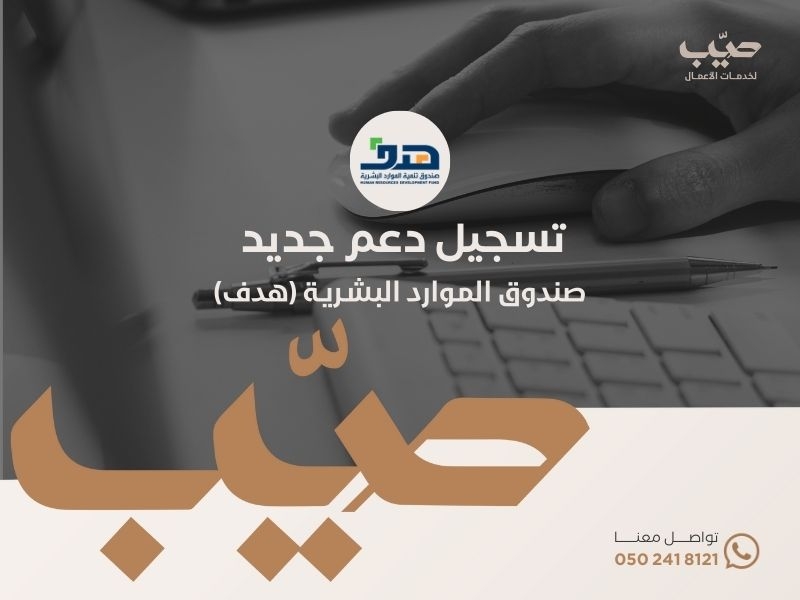 صيّب
لخدمات الأعمال
هدف
صندوق تنمية الموارد البشرية
HUMAN RESOURCES DEVELOPMENT FUND
تسجيل دعم جديد
صندوق الموارد البشرية (هدف)
صيّب
تواصل معنا
050 241 8121